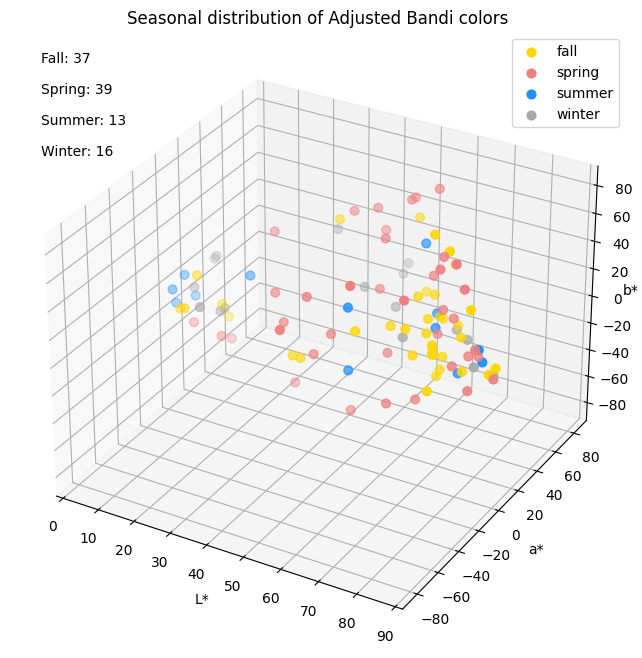 Seasonal distribution of Adjusted Bandi colors
Fall: 37
Spring: 39
Summer: 13
Winter: 16
fall
spring
summer
winter
80
60
40
20
0
−20
−40
−60
−80
b*
80
60
40
20
0
−20
−40
−60
−80
a*
0
10
20
30
40
50
60
70
80
90
L*